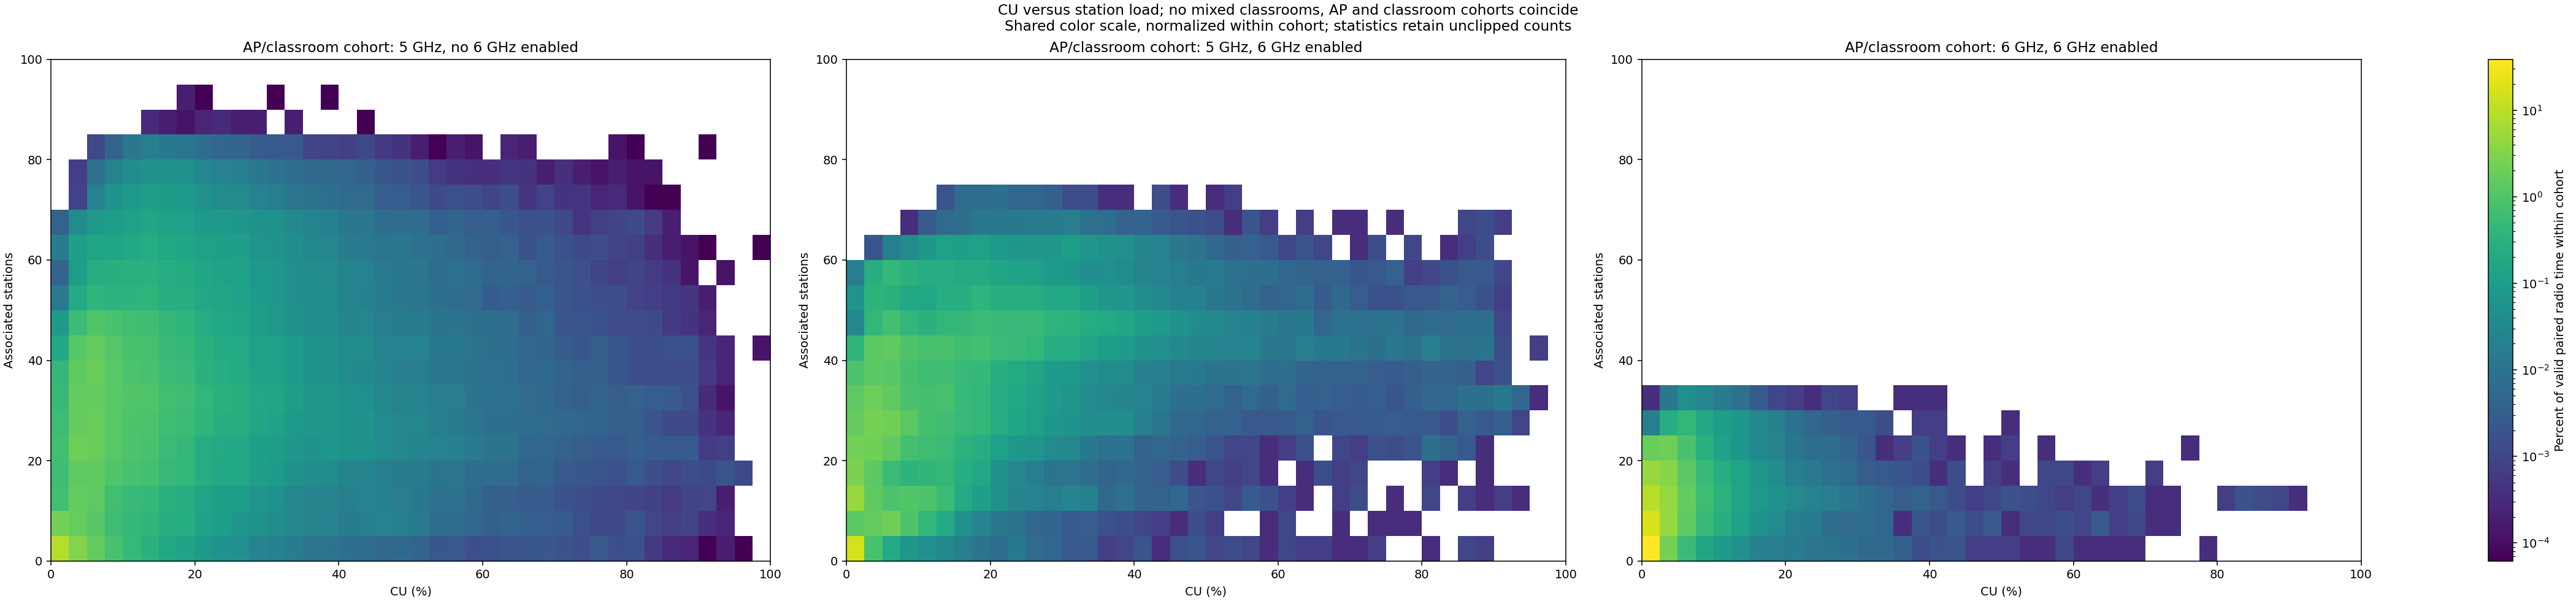 CU versus station load; no mixed classrooms, AP and classroom cohorts coincide
Shared color scale, normalized within cohort; statistics retain unclipped counts
AP/classroom cohort: 5 GHz, no 6 GHz enabled
100
80
60
40
20
0
Associated stations
0 20 40 60 80 100
CU (%)
AP/classroom cohort: 5 GHz, 6 GHz enabled
100
80
60
40
20
0
Associated stations
0 20 40 60 80 100
CU (%)
AP/classroom cohort: 6 GHz, 6 GHz enabled
100
80
60
40
20
0
Associated stations
0 20 40 60 80 100
CU (%)
10¹
10⁰
10⁻¹
10⁻²
10⁻³
10⁻⁴
Percent of valid paired radio time within cohort